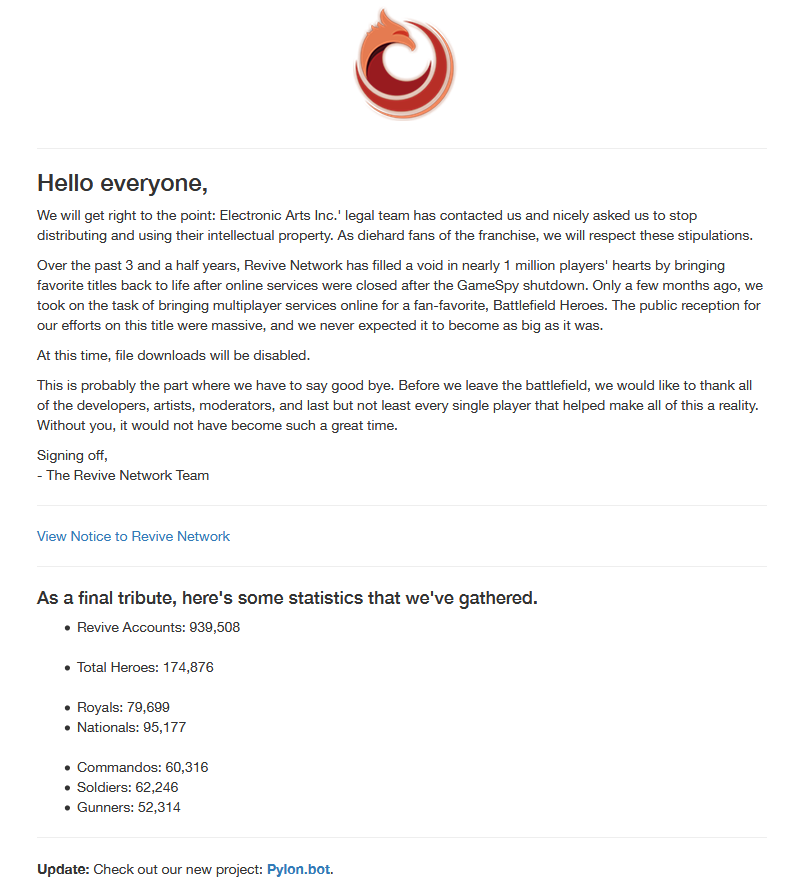 Hello everyone,
We will get right to the point: Electronic Arts Inc.' legal team has contacted us and nicely asked us to stop
distributing and using their intellectual property. As diehard fans of the franchise, we will respect these stipulations.
Over the past 3 and a half years, Revive Network has filled a void in nearly 1 million players' hearts by bringing
favorite titles back to life after online services were closed after the GameSpy shutdown. Only a few months ago, we
took on the task of bringing multiplayer services online for a fan-favorite, Battlefield Heroes. The public reception for
our efforts on this title were massive, and we never expected it to become as big as it was.
At this time, file downloads will be disabled.
This is probably the part where we have to say good bye. Before we leave the battlefield, we would like to thank all
of the developers, artists, moderators, and last but not least every single player that helped make all of this a reality.
Without you, it would not have become such a great time.
Signing off,
- The Revive Network Team
View Notice to Revive Network
As a final tribute, here's some statistics that we've gathered.
• Revive Accounts: 939,508
• Total Heroes: 174,876
• Royals: 79,699
• Nationals: 95,177
• Commandos: 60,316
• Soldiers: 62,246
• Gunners: 52,314
Update: Check out our new project: Pylon.bot.